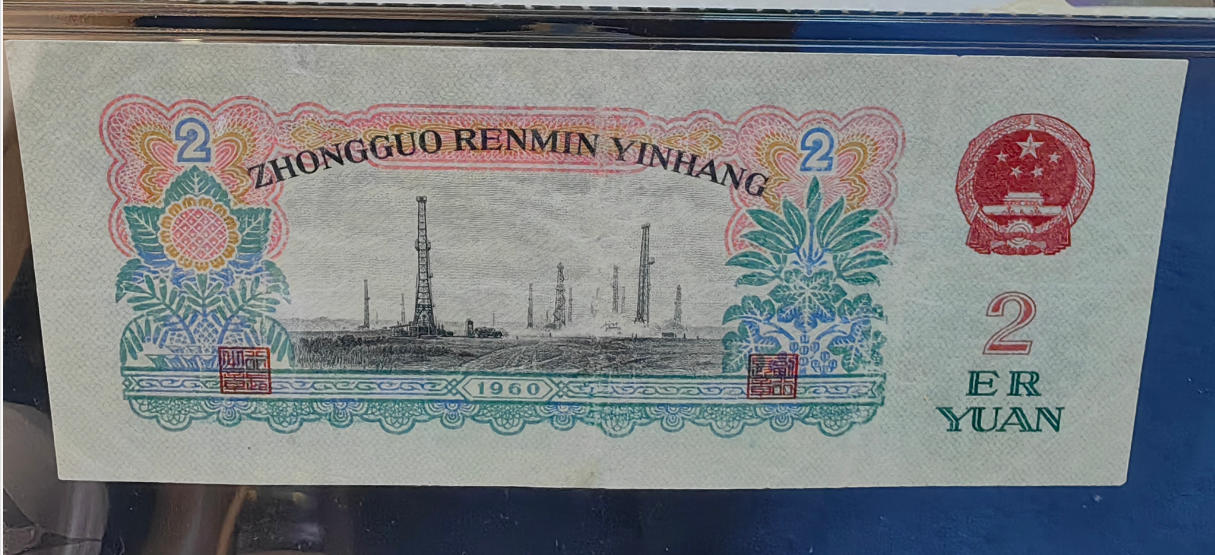 2
2
ZHONGGUO RENMIN YINHANG
2
ER
YUAN
1960